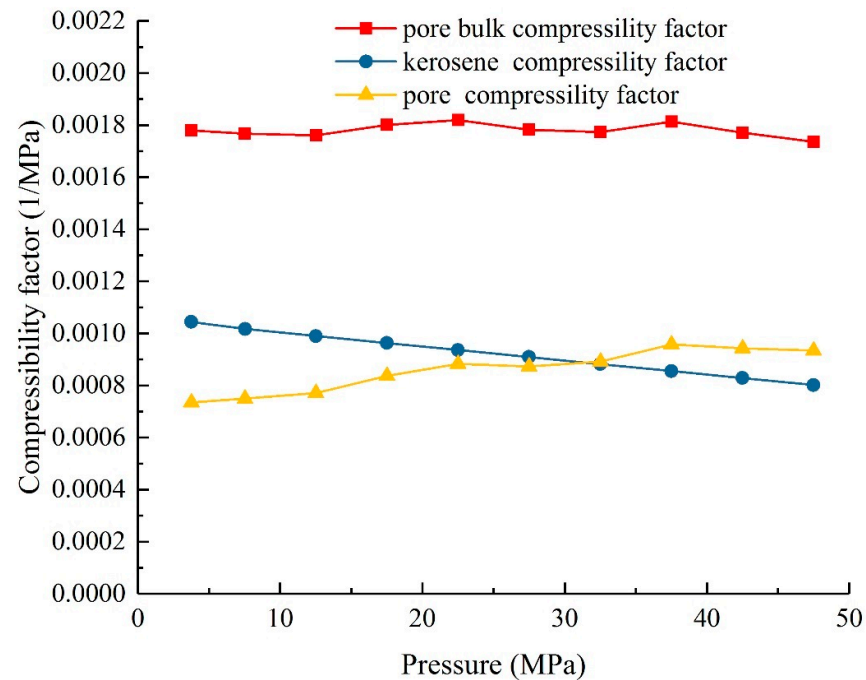 pore bulk compressility factor
kerosene compressility factor
pore compressility factor
Compressibility factor (1/MPa)
0.0022
0.0020
0.0018
0.0016
0.0014
0.0012
0.0010
0.0008
0.0006
0.0004
0.0002
0.0000
0 10 20 30 40 50
Pressure (MPa)